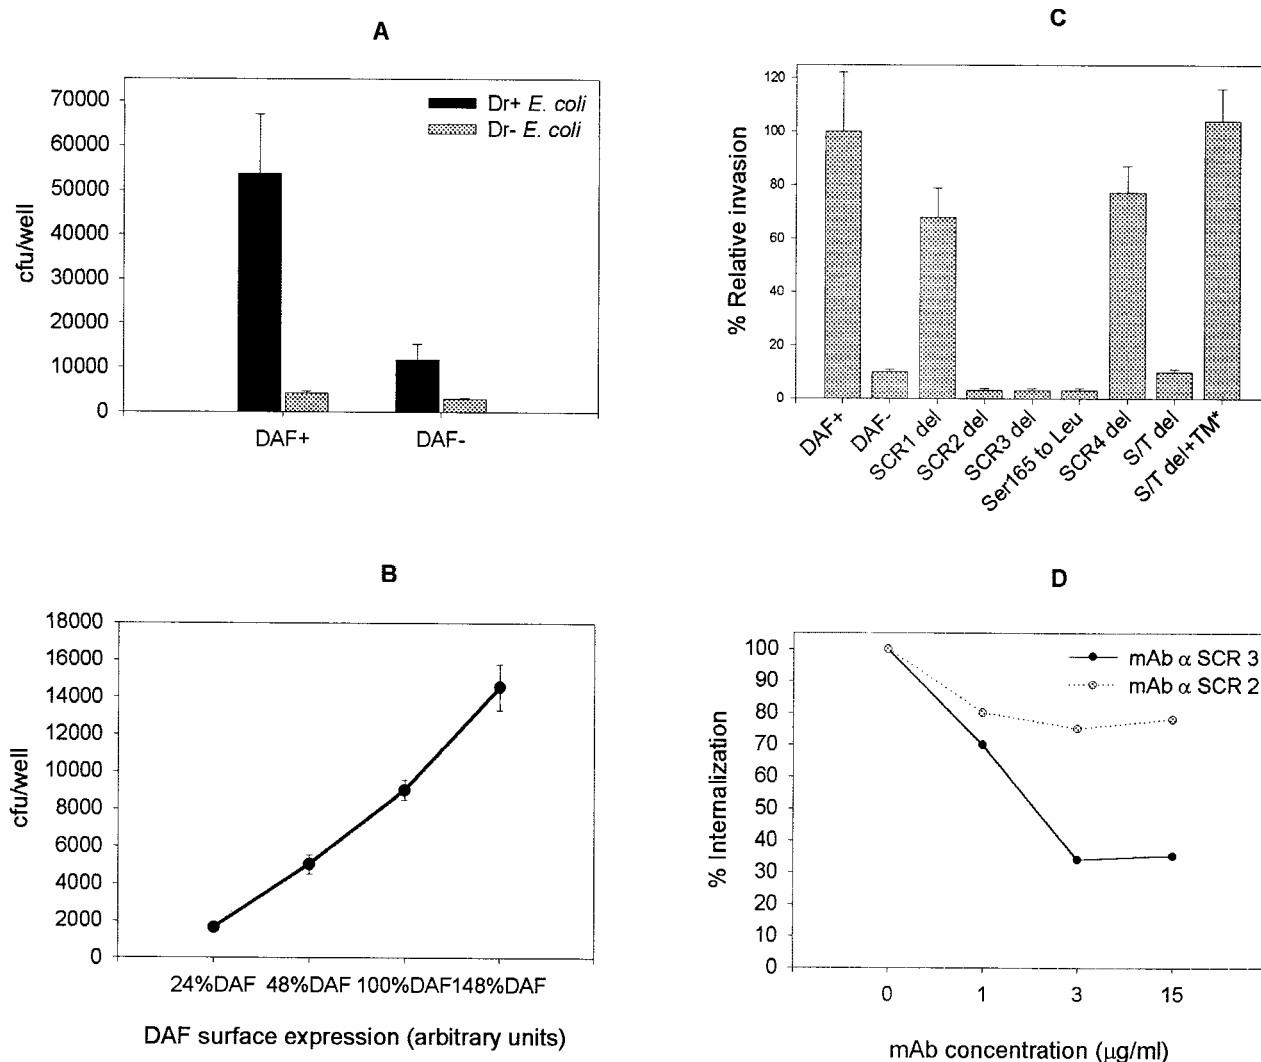 A
70000
60000
50000
40000
30000
20000
10000
0
cfu/well
Dr+ E. coli
Dr- E. coli
DAF+
DAF-
C
120
100
80
60
40
20
0
% Relative invasion
DAF+
DAF-
SCR1 del
SCR2 del
SCR3 del
Ser165 to Leu
SCR4 del
S/T del
S/T del+TM*
B
18000
16000
14000
12000
10000
8000
6000
4000
2000
0
cfu/well
24%DAF 48%DAF 100%DAF 148%DAF
DAF surface expression (arbitrary units)
D
100
90
80
70
60
50
40
30
20
10
0
% Internalization
mAb α SCR 3
mAb α SCR 2
0 1 3 15
mAb concentration (μg/ml)